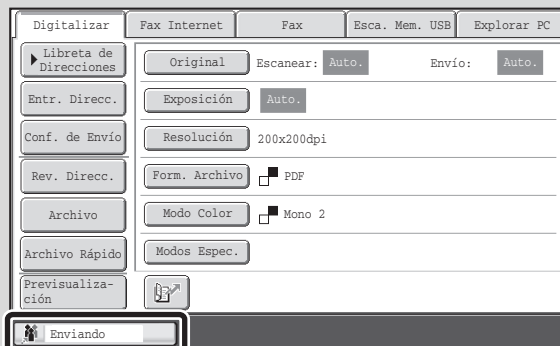 Digitalizar Fax Internet Fax Esca. Mem. USB Explorar PC
Libreta de
Direcciones
Original Escanear: Auto. Envío: Auto.
Entr. Direcc. Exposición Auto.
Conf. de Envío Resolución 200x200dpi
Rev. Direcc. Form. Archivo PDF
Archivo Modo Color Mono 2
Archivo Rápido Modos Espec.
Previsualiza-
ción
Enviando